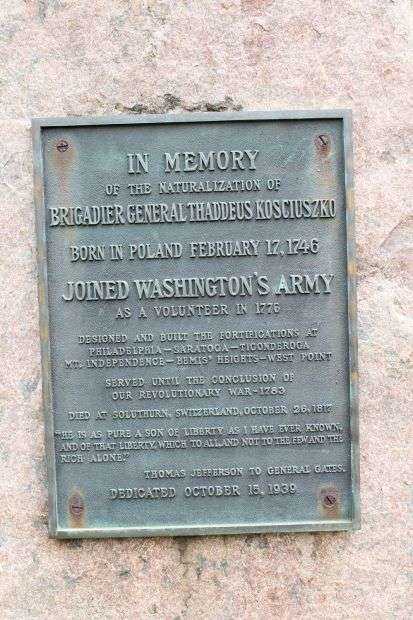 IN MEMORY
OF THE NATURALIZATION OF
BRIGADIER GENERAL THADDEUS KOSCIUSZKO
BORN IN POLAND FEBRUARY 17, 1746
JOINED WASHINGTON'S ARMY
AS A VOLUNTEER IN 1776
DESIGNED AND BUILT THE FORTIFICATIONS AT
PHILADELPHIA—SARATOGA—TICONDEROGA
MT. INDEPENDENCE—BEMIS' HEIGHTS—WEST POINT
SERVED UNTIL THE CONCLUSION OF
OUR REVOLUTIONARY WAR-1783
DIED AT SOLUTHURN, SWITZERLAND, OCTOBER 26, 1817
"HE IS AS PURE A SON OF LIBERTY AS I HAVE EVER KNOWN,
AND OF THAT LIBERTY WHICH TO ALL AND NOT TO THE FEW AND THE
RICH ALONE."
THOMAS JEFFERSON TO GENERAL GATES.
DEDICATED OCTOBER 15, 1939.